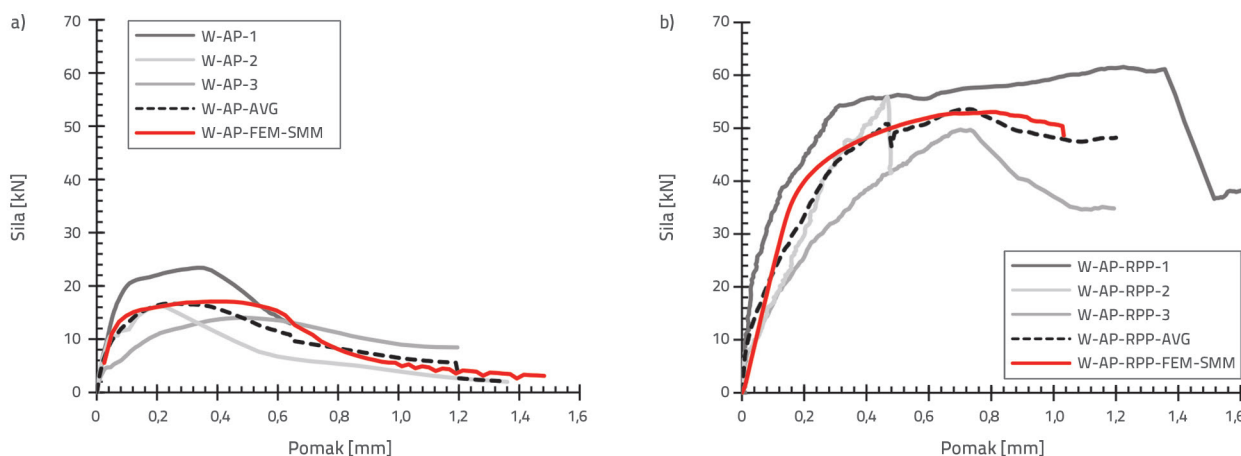 a)
70
60
50
40
30
20
10
0
Sila [kN]
W-AP-1
W-AP-2
W-AP-3
W-AP-AVG
W-AP-FEM-SMM
0 0,2 0,4 0,6 0,8 1,0 1,2 1,4 1,6
Pomak [mm]
b)
70
60
50
40
30
20
10
0
Sila [kN]
W-AP-RPP-1
W-AP-RPP-2
W-AP-RPP-3
W-AP-RPP-AVG
W-AP-RPP-FEM-SMM
0 0,2 0,4 0,6 0,8 1,0 1,2 1,4 1,6
Pomak [mm]